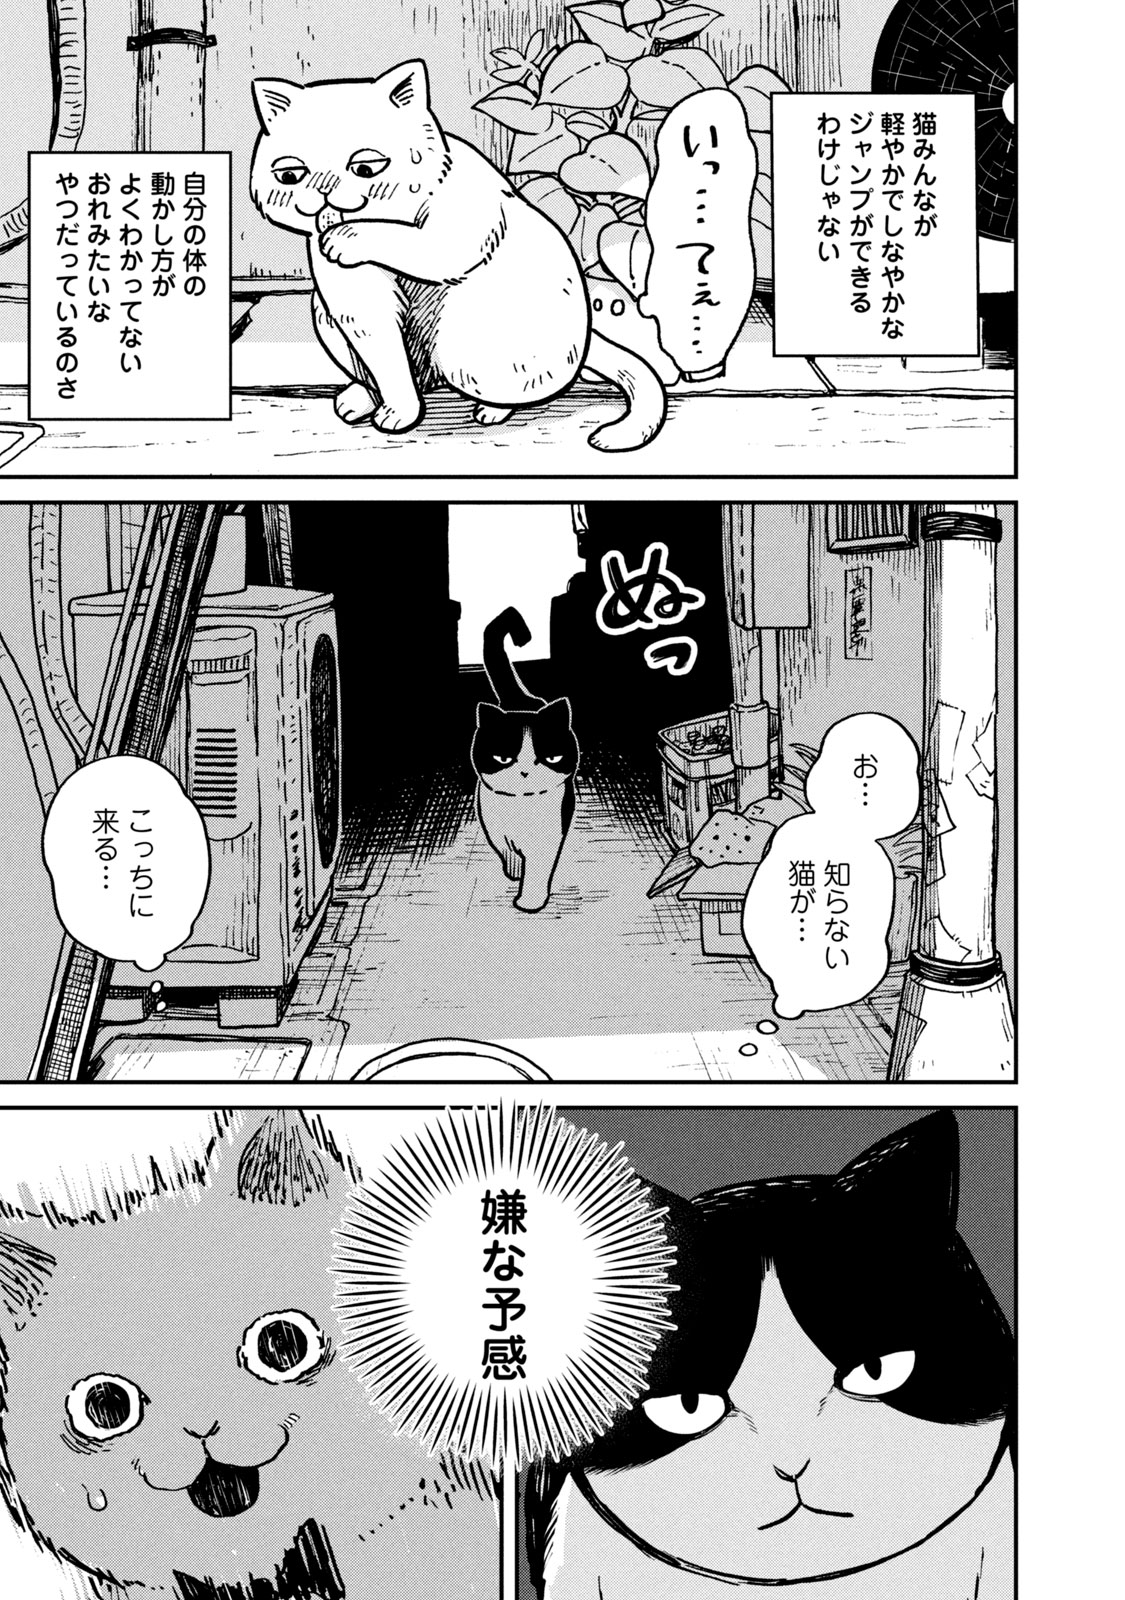 猫みんなが
軽やかでしなやかな
ジャンプができる
わけじゃない
いっ…てぇ…
自分の体の
動かし方が
よくわかってない
おれみたいな
やつだっているのさ
ぬっ
お…
知らない
猫が…
こっちに
来る…
嫌な予感